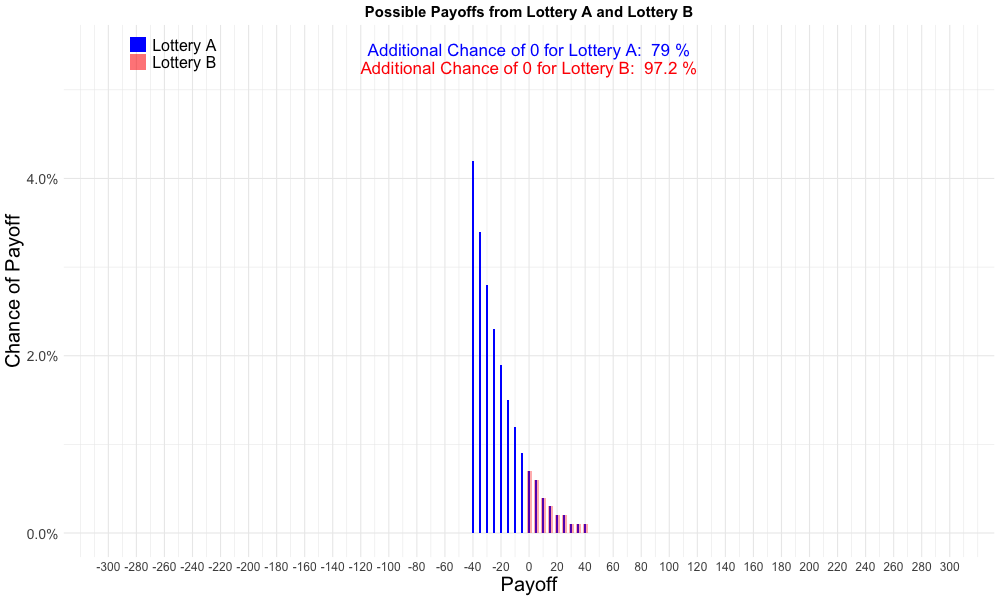 Possible Payoffs from Lottery A and Lottery B
Lottery A
Lottery B
Additional Chance of 0 for Lottery A:  79 %
Additional Chance of 0 for Lottery B:  97.2 %
Chance of Payoff
4.0%
2.0%
0.0%
-300 -280 -260 -240 -220 -200 -180 -160 -140 -120 -100 -80 -60 -40 -20 0 20 40 60 80 100 120 140 160 180 200 220 240 260 280 300
Payoff